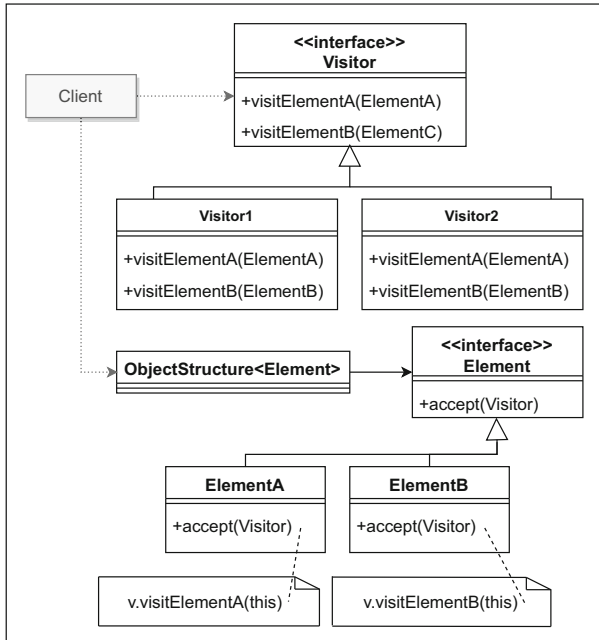 <<interface>>
Visitor
+visitElementA(ElementA)
+visitElementB(ElementC)
Client
Visitor1
+visitElementA(ElementA)
+visitElementB(ElementB)
Visitor2
+visitElementA(ElementA)
+visitElementB(ElementB)
ObjectStructure<Element>
<<interface>>
Element
+accept(Visitor)
ElementA
+accept(Visitor)
ElementB
+accept(Visitor)
v.visitElementA(this)
v.visitElementB(this)